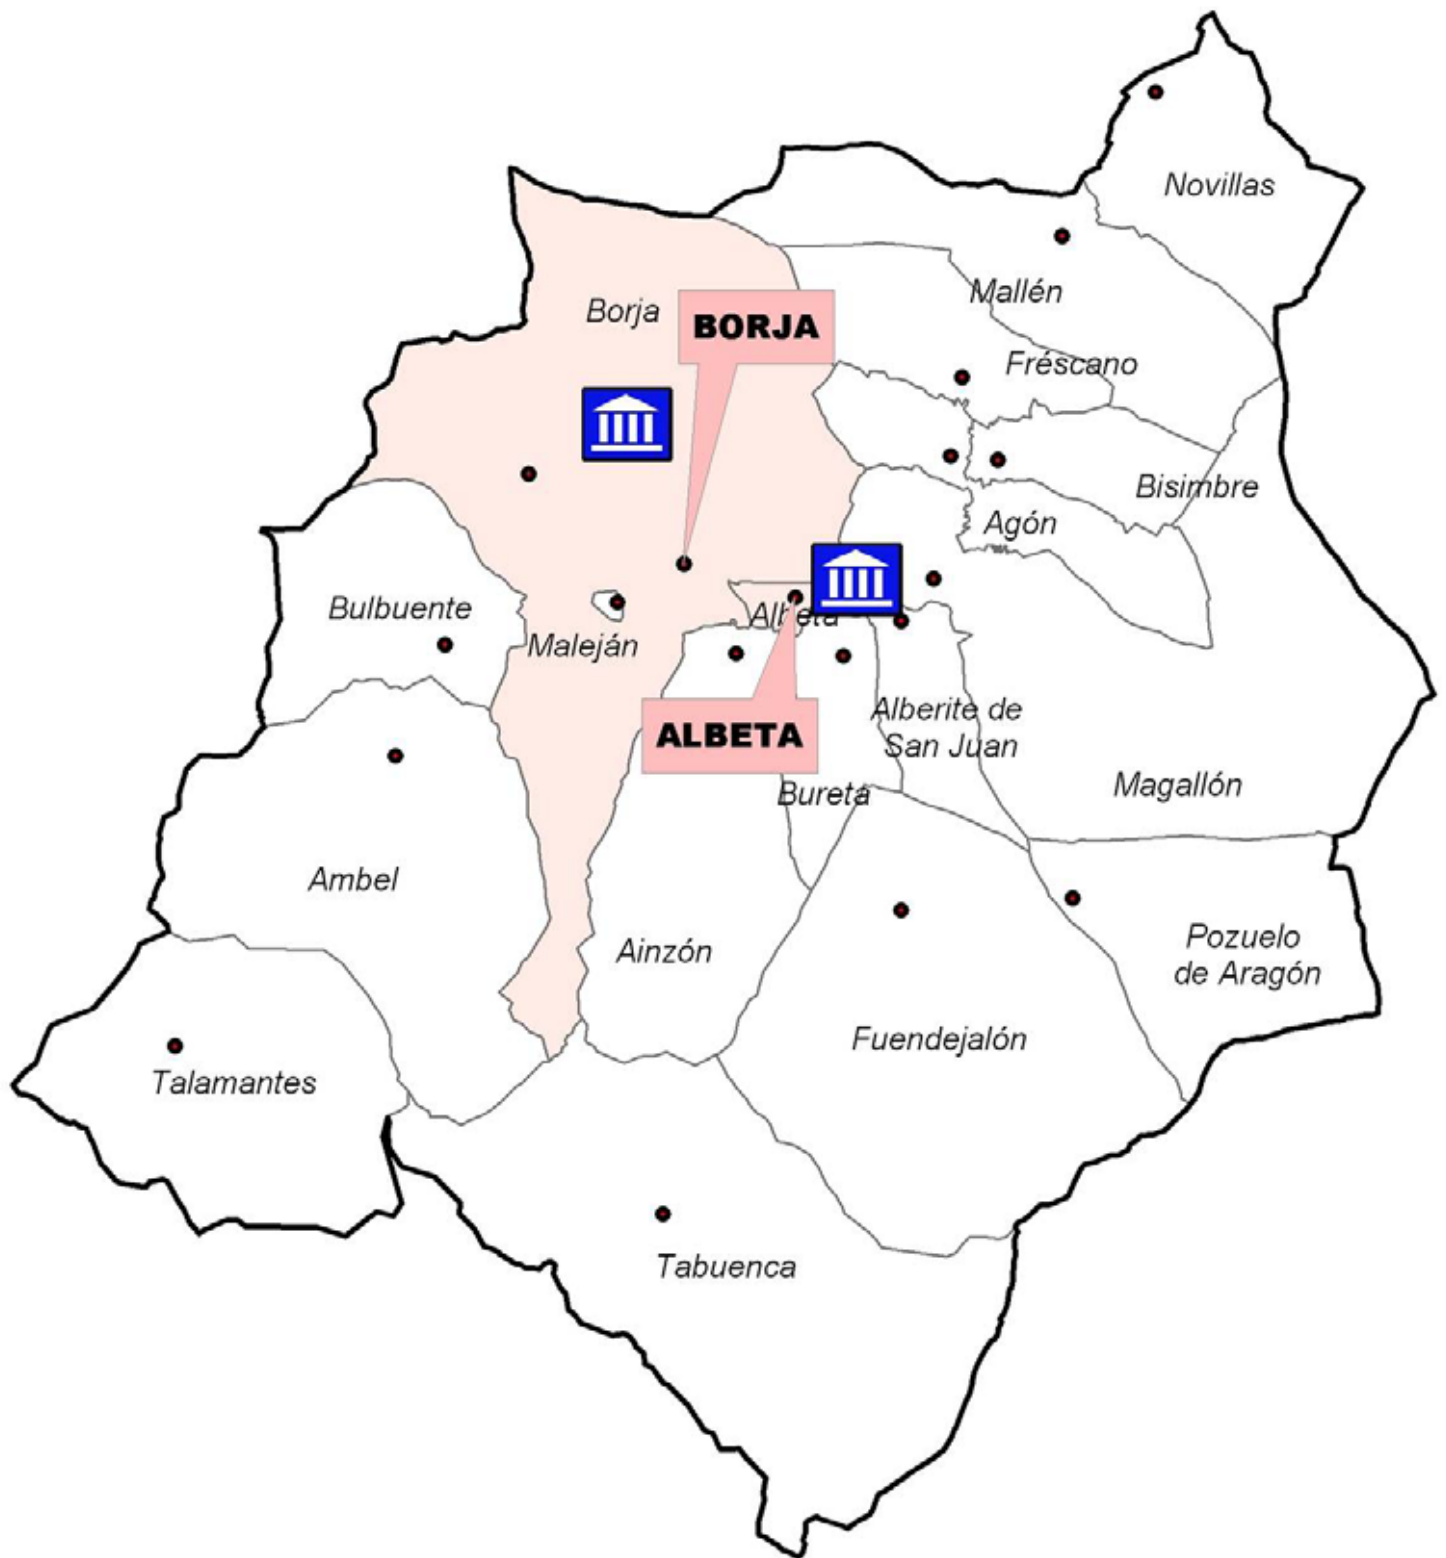 Novillas
Mallén
Borja
BORJA
Fréscano
Bisimbre
Agón
Bulbuente
Albeta
Maleján
Alberite de
San Juan
ALBETA
Magallón
Bureta
Ambel
Pozuelo
de Aragón
Ainzón
Fuendejalón
Talamantes
Tabuenca